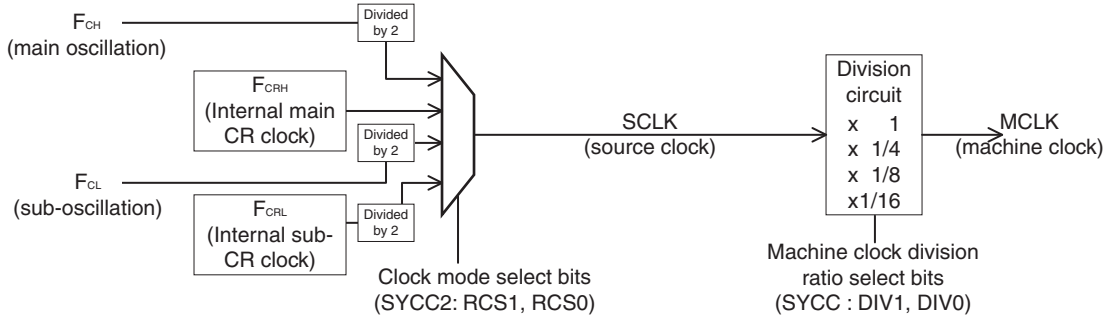 FCH
(main oscillation)
Divided
by 2
FCRH
(Internal main
CR clock)
Divided
by 2
FCL
(sub-oscillation)
FCRL
(Internal sub-
CR clock)
Divided
by 2
Clock mode select bits
(SYCC2: RCS1, RCS0)
SCLK
(source clock)
Division
circuit
x 1
x 1/4
x 1/8
x1/16
MCLK
(machine clock)
Machine clock division
ratio select bits
(SYCC : DIV1, DIV0)